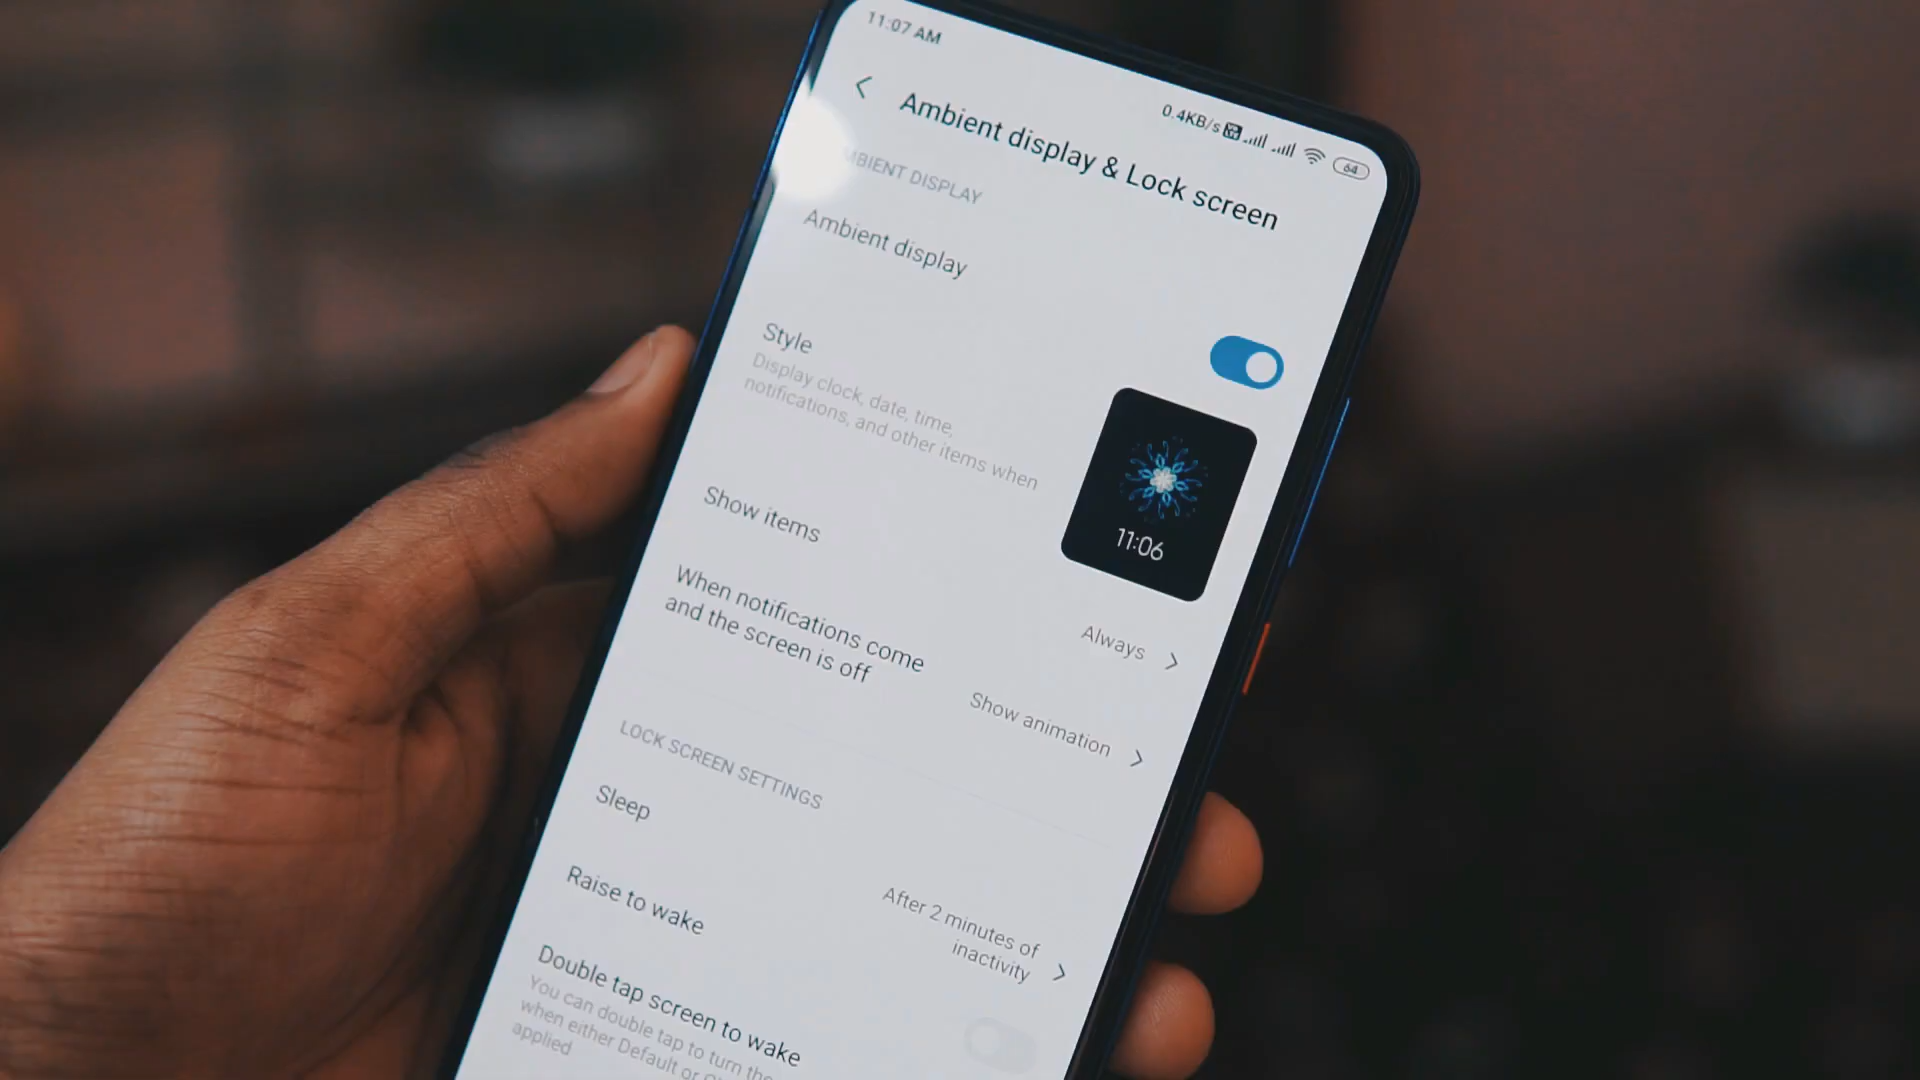 11:07 AM
0.4KB/s
64
Ambient display & Lock screen
AMBIENT DISPLAY
Ambient display
Style
Display clock, date, time,
notifications, and other items when
11:06
Show items
Always
When notifications come
and the screen is off
Show animation
LOCK SCREEN SETTINGS
Sleep
After 2 minutes of
inactivity
Raise to wake
Double tap screen to wake
You can double tap to turn the
when either Default or
applied